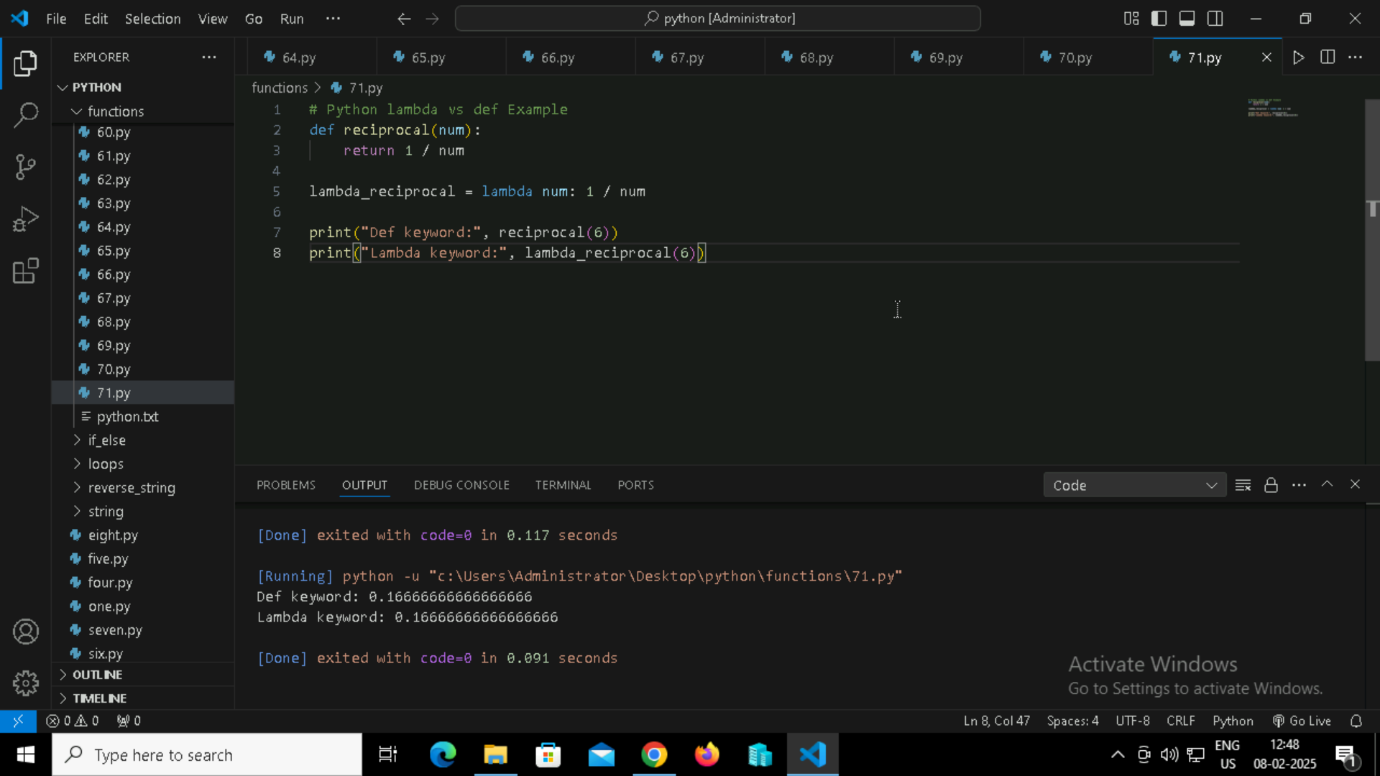 File Edit Selection View Go Run ··· python [Administrator]
EXPLORER ···
64.py 65.py 66.py 67.py 68.py 69.py 70.py 71.py
PYTHON
functions
60.py
61.py
62.py
63.py
64.py
65.py
66.py
67.py
68.py
69.py
70.py
71.py
python.txt
if_else
loops
reverse_string
string
eight.py
five.py
four.py
one.py
seven.py
six.py
OUTLINE
TIMELINE
functions > 71.py
1 # Python lambda vs def Example
2 def reciprocal(num):
3     return 1 / num
4
5 lambda_reciprocal = lambda num: 1 / num
6
7 print("Def keyword:", reciprocal(6))
8 print("Lambda keyword:", lambda_reciprocal(6))
PROBLEMS OUTPUT DEBUG CONSOLE TERMINAL PORTS Code
[Done] exited with code=0 in 0.117 seconds
[Running] python -u "c:\Users\Administrator\Desktop\python\functions\71.py"
Def keyword: 0.16666666666666666
Lambda keyword: 0.16666666666666666
[Done] exited with code=0 in 0.091 seconds
Activate Windows
Go to Settings to activate Windows.
0 0 0 Ln 8, Col 47 Spaces: 4 UTF-8 CRLF Python Go Live
Type here to search
ENG
US
12:48
08-02-2025
1